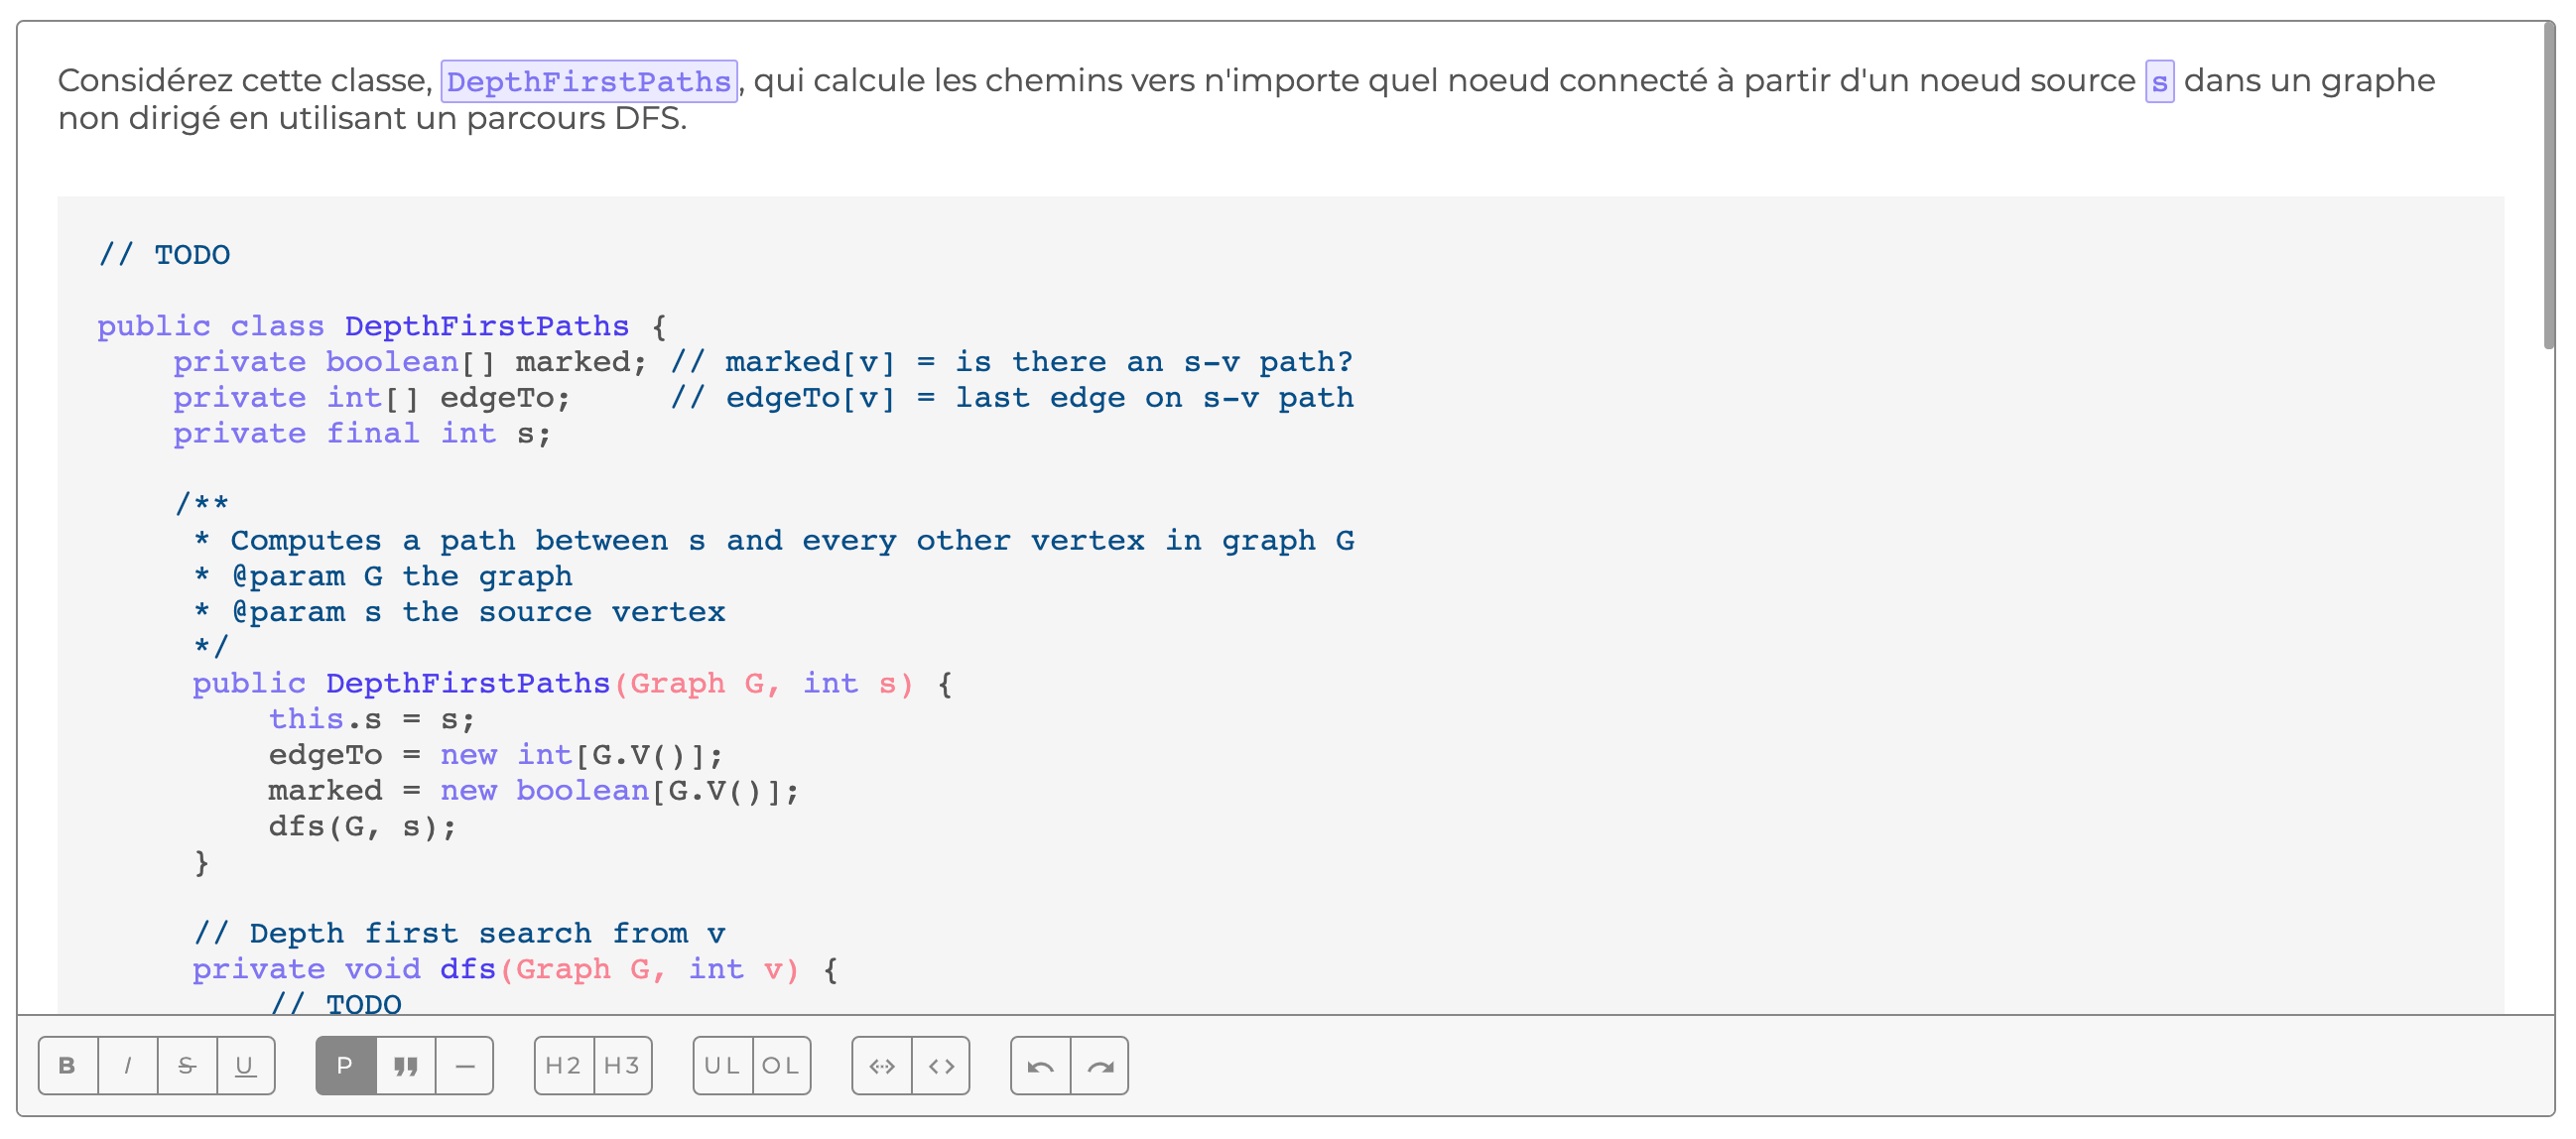 Considérez cette classe, DepthFirstPaths, qui calcule les chemins vers n'importe quel noeud connecté à partir d'un noeud source s dans un graphe
non dirigé en utilisant un parcours DFS.
// TODO
public class DepthFirstPaths {
    private boolean[] marked; // marked[v] = is there an s-v path?
    private int[] edgeTo;     // edgeTo[v] = last edge on s-v path
    private final int s;
    /**
     * Computes a path between s and every other vertex in graph G
     * @param G the graph
     * @param s the source vertex
     */
     public DepthFirstPaths(Graph G, int s) {
         this.s = s;
         edgeTo = new int[G.V()];
         marked = new boolean[G.V()];
         dfs(G, s);
     }
     // Depth first search from v
     private void dfs(Graph G, int v) {
         // TODO
B I S U P " — H2 H3 UL OL <··> <>